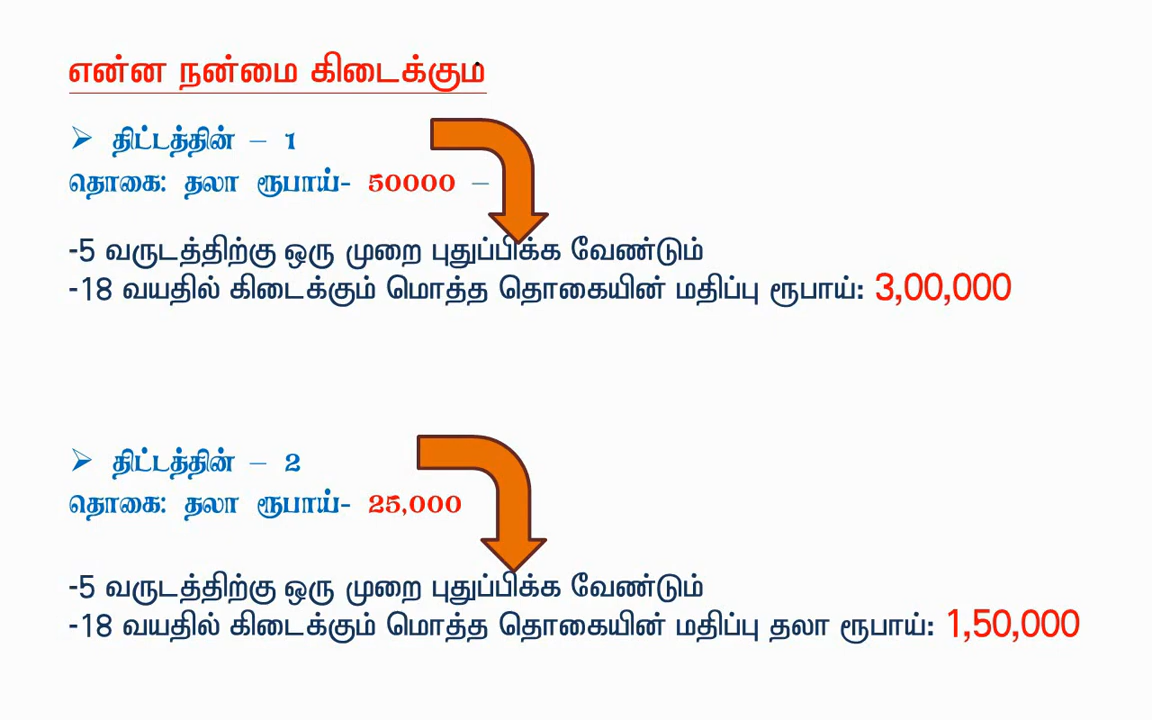 என்ன நன்மை கிடைக்கும்
➢ திட்டத்தின் – 1
தொகை: தலா ரூபாய்- 50000 –
-5 வருடத்திற்கு ஒரு முறை புதுப்பிக்க வேண்டும்
-18 வயதில் கிடைக்கும் மொத்த தொகையின் மதிப்பு ரூபாய்: 3,00,000
➢ திட்டத்தின் – 2
தொகை: தலா ரூபாய்- 25,000
-5 வருடத்திற்கு ஒரு முறை புதுப்பிக்க வேண்டும்
-18 வயதில் கிடைக்கும் மொத்த தொகையின் மதிப்பு தலா ரூபாய்: 1,50,000